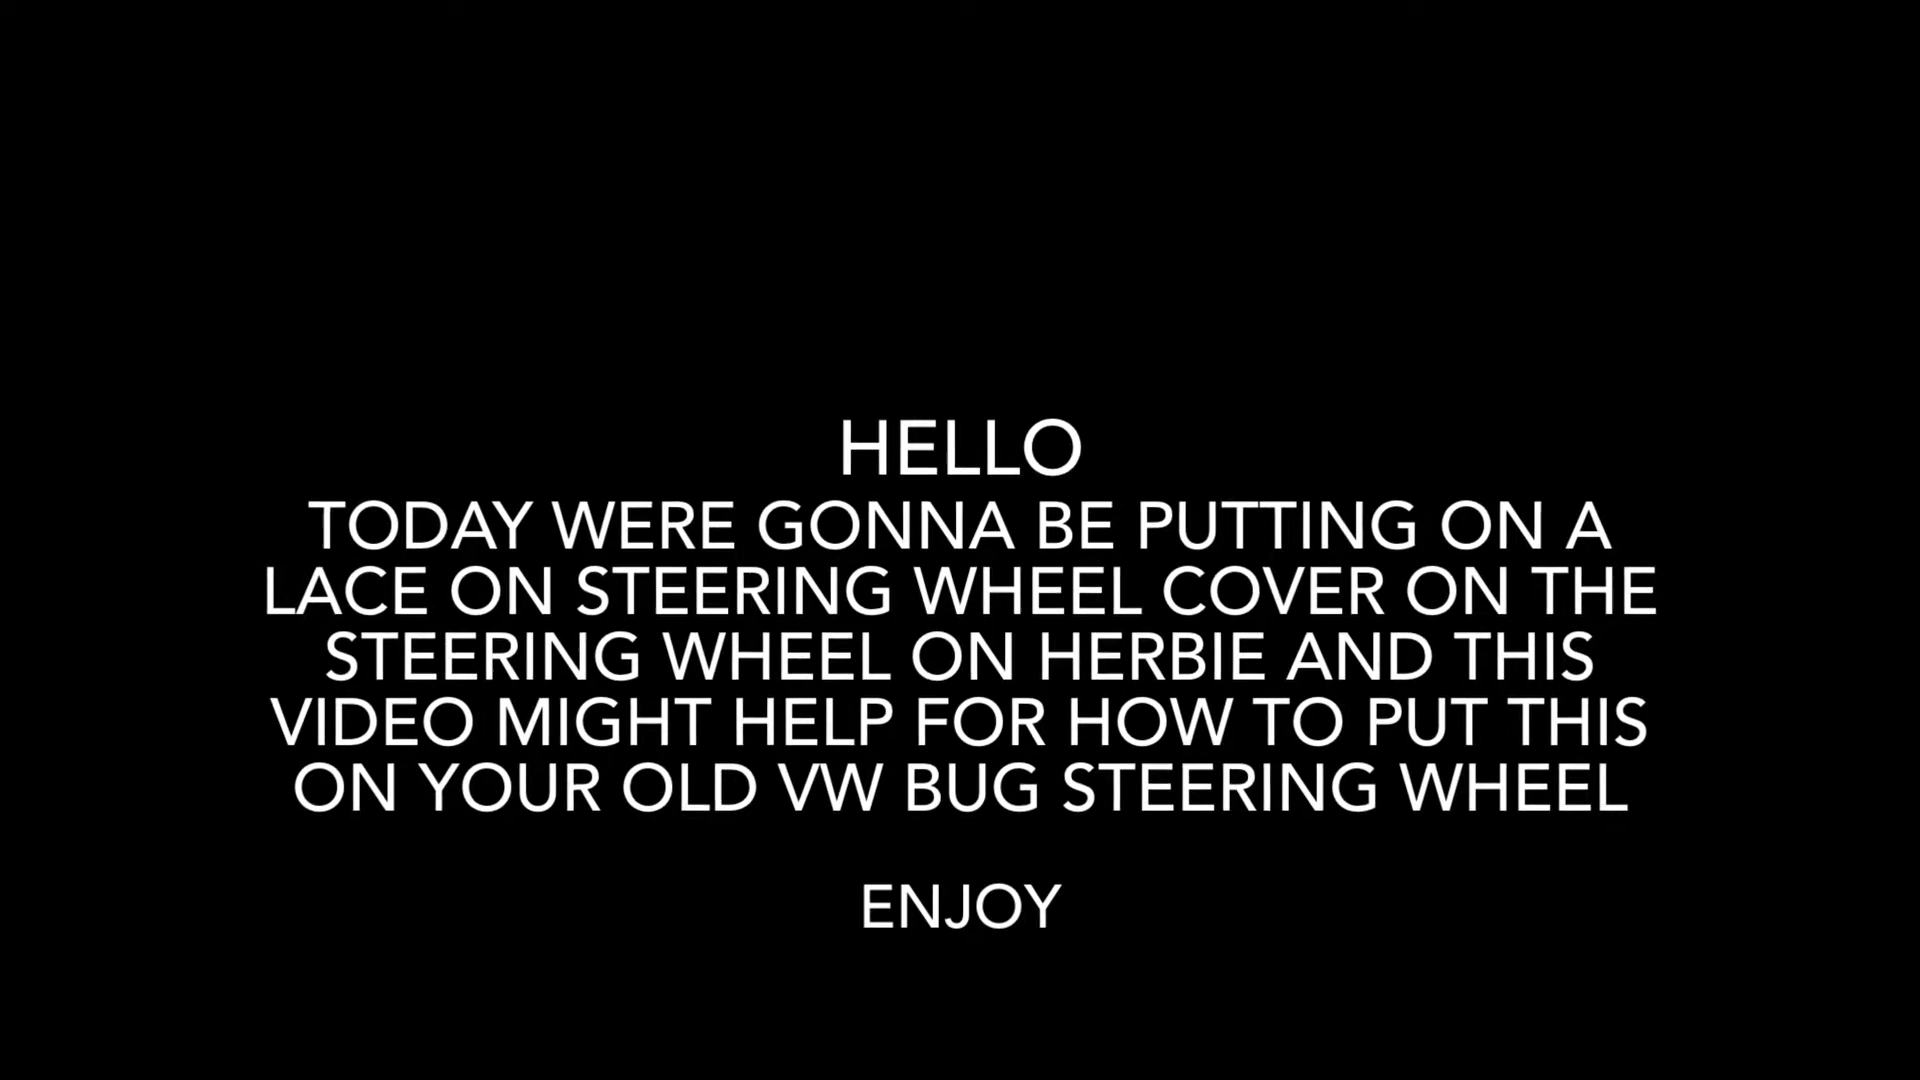 HELLO
TODAY WERE GONNA BE PUTTING ON A
LACE ON STEERING WHEEL COVER ON THE
STEERING WHEEL ON HERBIE AND THIS
VIDEO MIGHT HELP FOR HOW TO PUT THIS
ON YOUR OLD VW BUG STEERING WHEEL
ENJOY